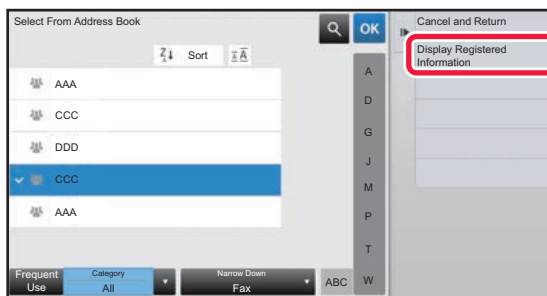 Select From Address Book
OK
Cancel and Return
Display Registered
Information
Z A Sort A A
AAA
CCC
DDD
CCC
AAA
A
D
G
J
M
P
T
W
Frequent
Use
Category
All
Narrow Down
Fax
ABC